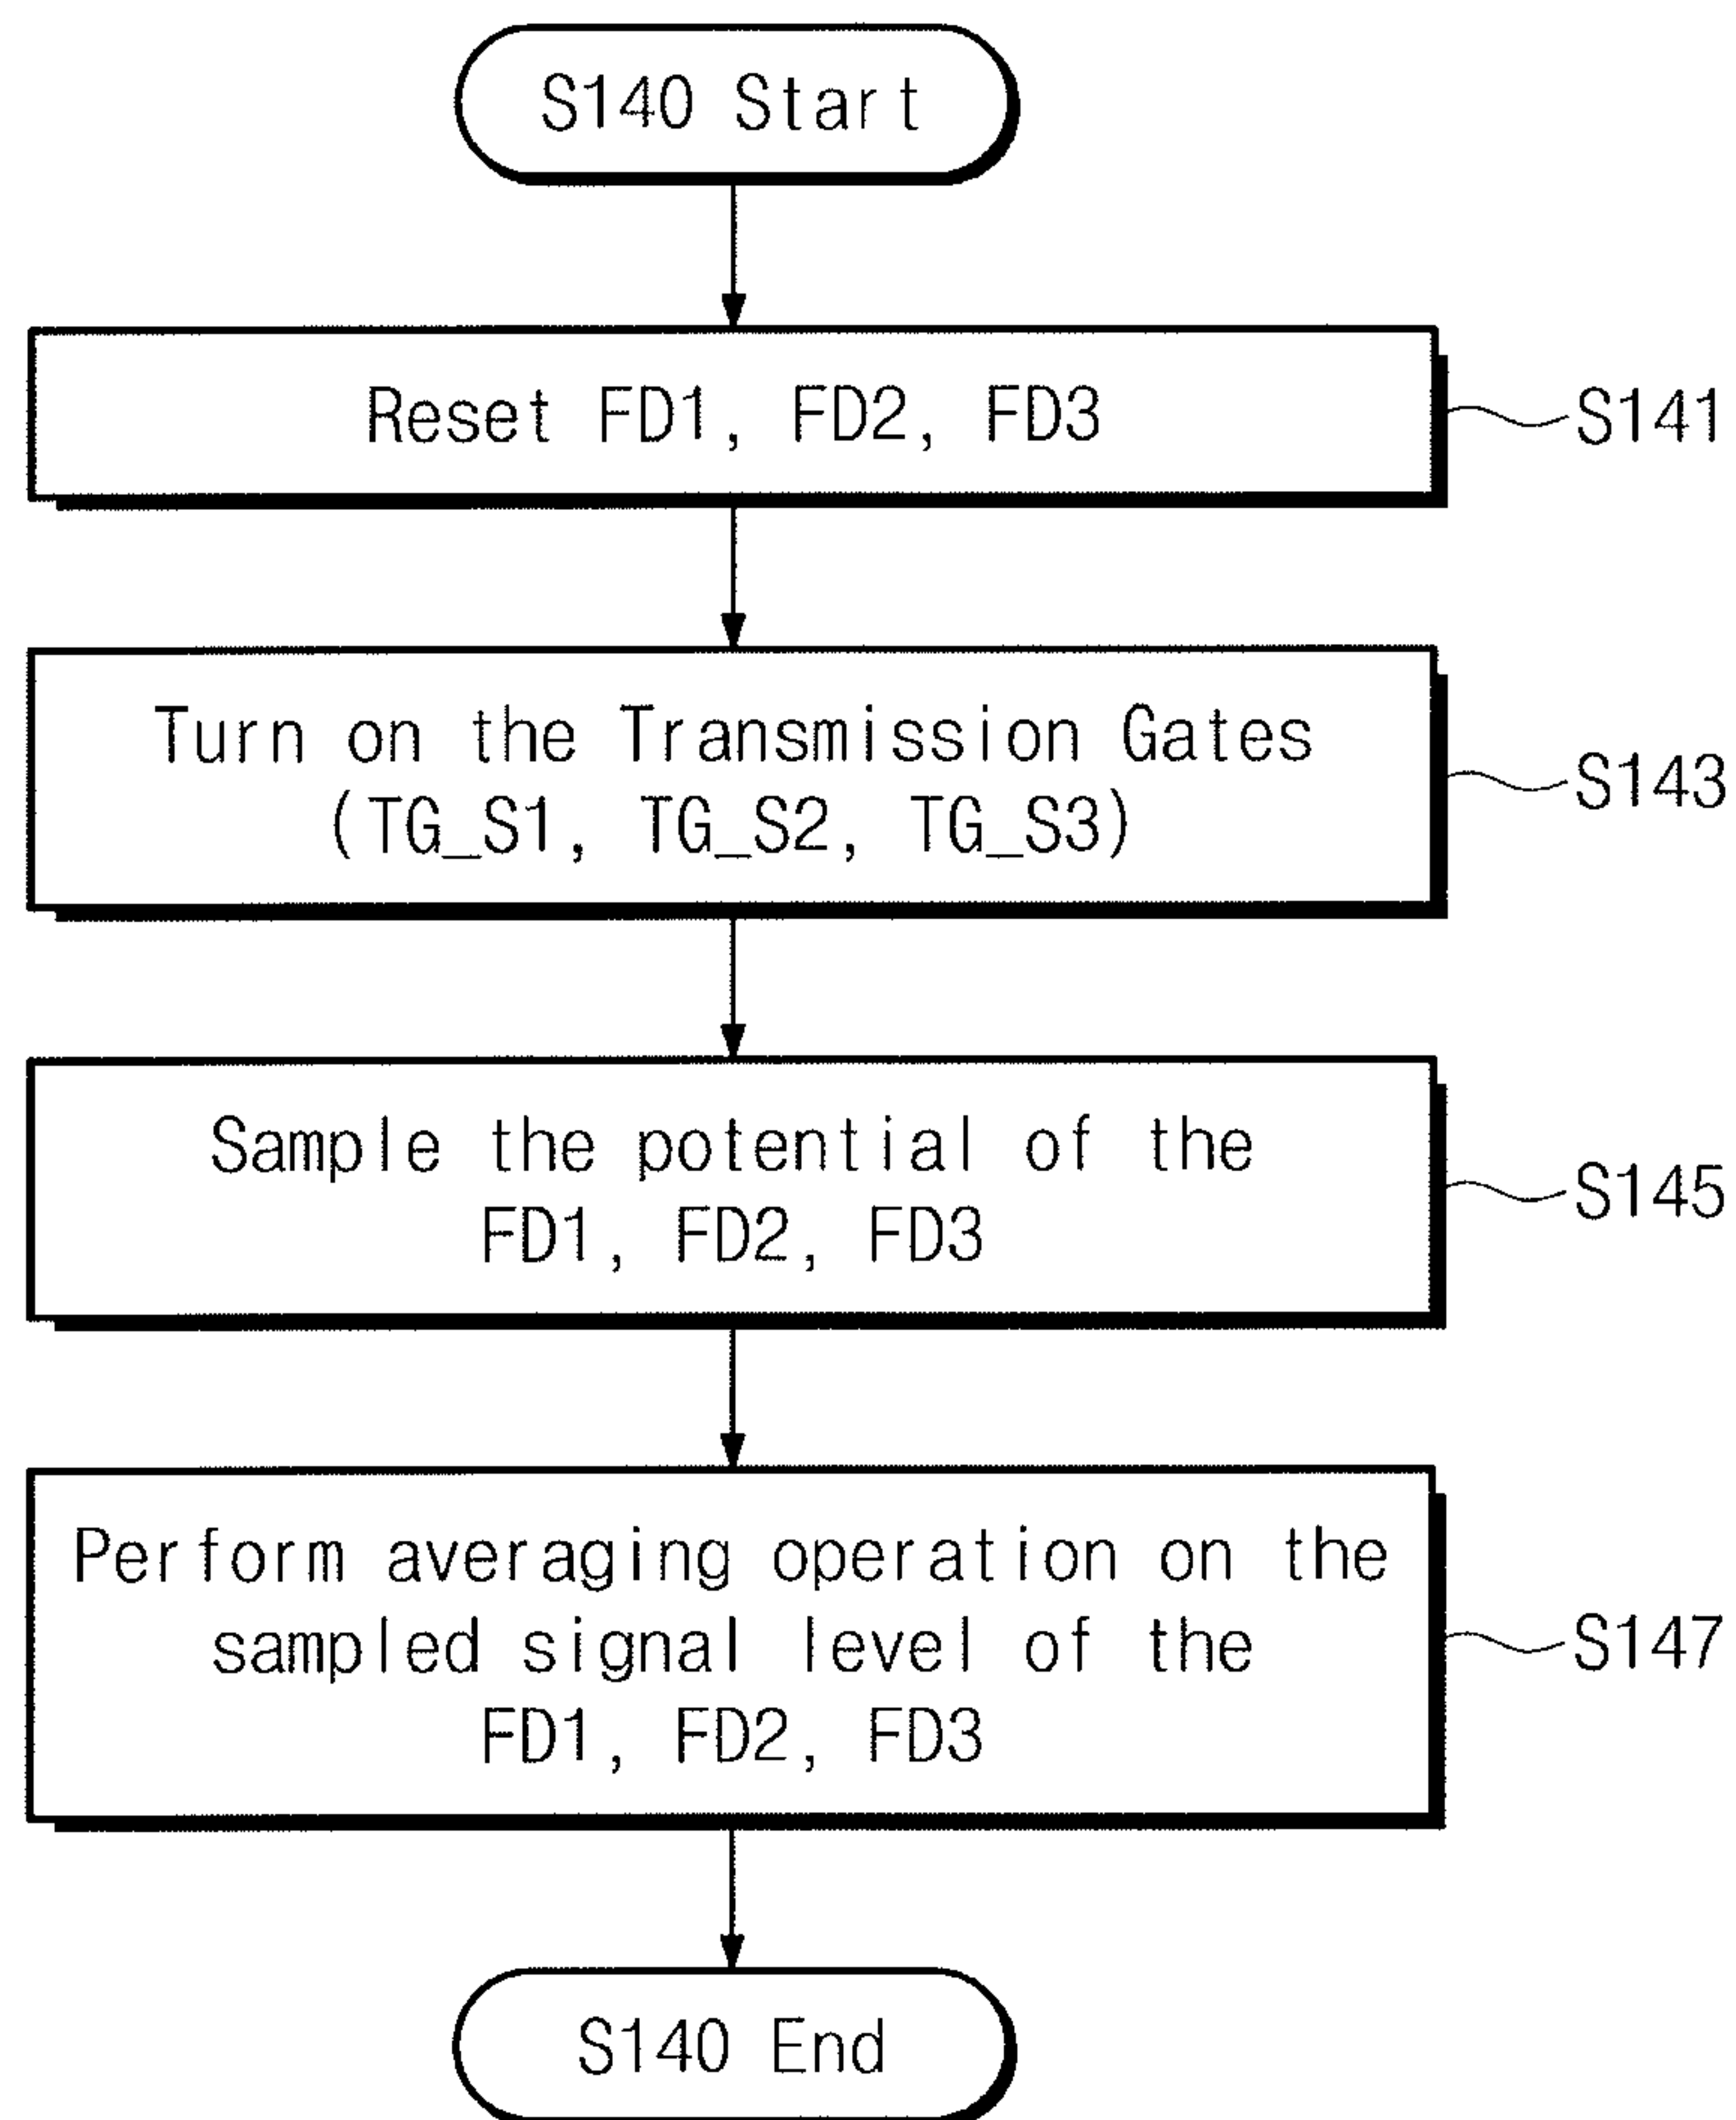 S140 Start
Reset FD1, FD2, FD3
S141
Turn on the Transmission Gates
(TG_S1, TG_S2, TG_S3)
S143
Sample the potential of the
FD1, FD2, FD3
S145
Perform averaging operation on the
sampled signal level of the
FD1, FD2, FD3
S147
S140 End